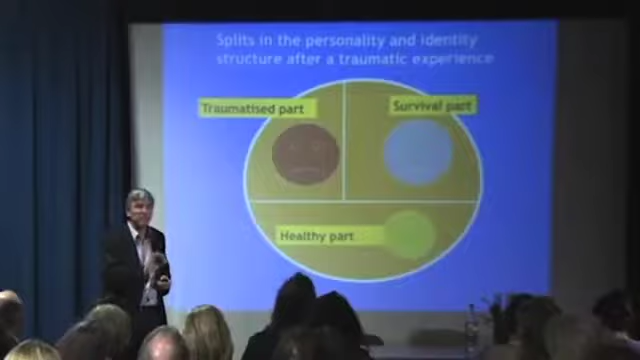 Splits in the personality and identity
structure after a traumatic experience
Traumatised part
Survival part
Healthy part